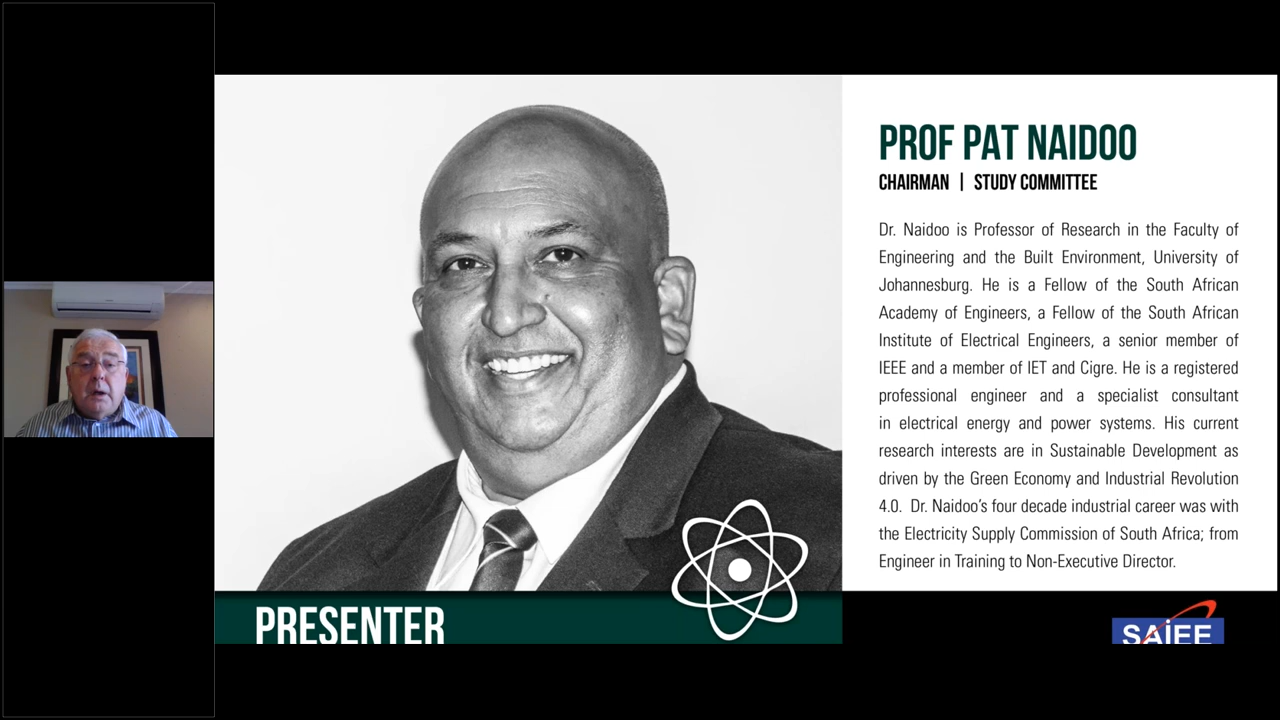 PROF PAT NAIDOO
CHAIRMAN | STUDY COMMITTEE
Dr. Naidoo is Professor of Research in the Faculty of
Engineering and the Built Environment, University of
Johannesburg. He is a Fellow of the South African
Academy of Engineers, a Fellow of the South African
Institute of Electrical Engineers, a senior member of
IEEE and a member of IET and Cigre. He is a registered
professional engineer and a specialist consultant
in electrical energy and power systems. His current
research interests are in Sustainable Development as
driven by the Green Economy and Industrial Revolution
4.0. Dr. Naidoo's four decade industrial career was with
the Electricity Supply Commission of South Africa; from
Engineer in Training to Non-Executive Director.
PRESENTER
SAIEE